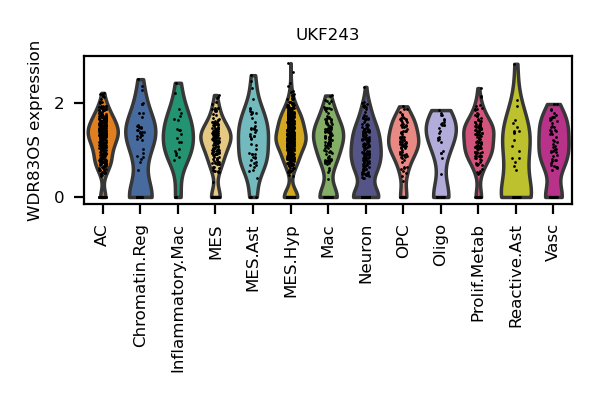 UKF243
WDR83OS expression
2
0
AC
Chromatin.Reg
Inflammatory.Mac
MES
MES.Ast
MES.Hyp
Mac
Neuron
OPC
Oligo
Prolif.Metab
Reactive.Ast
Vasc